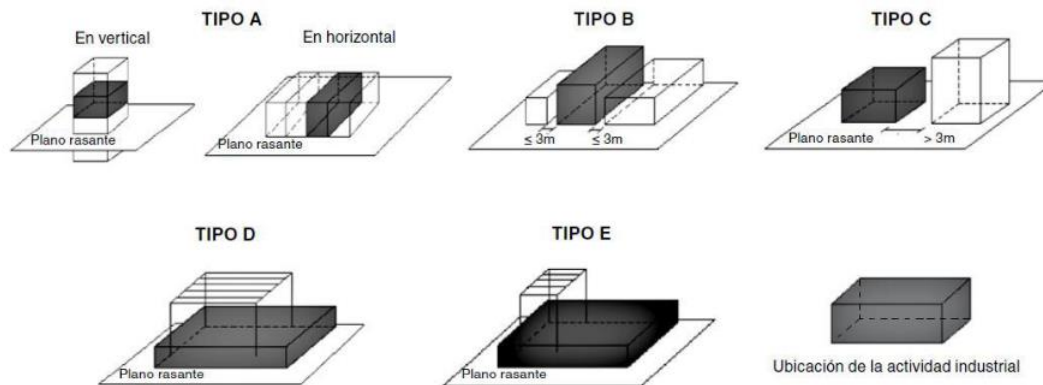 TIPO A
En vertical
En horizontal
Plano rasante
Plano rasante
TIPO B
≤ 3m
≤ 3m
TIPO C
Plano rasante
> 3m
TIPO D
Plano rasante
TIPO E
Plano rasante
Ubicación de la actividad industrial